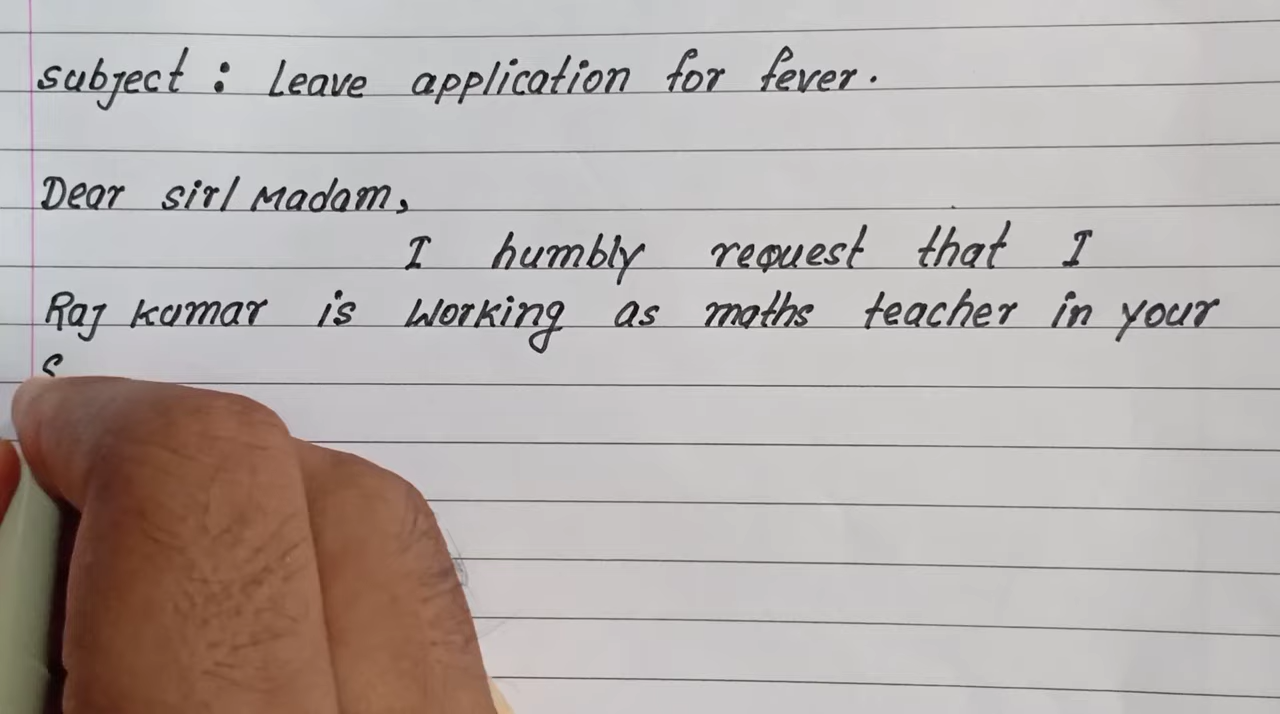 subject : Leave application for fever.
Dear sir/ Madam,
I humbly request that I
Raj kumar is Working as maths teacher in your